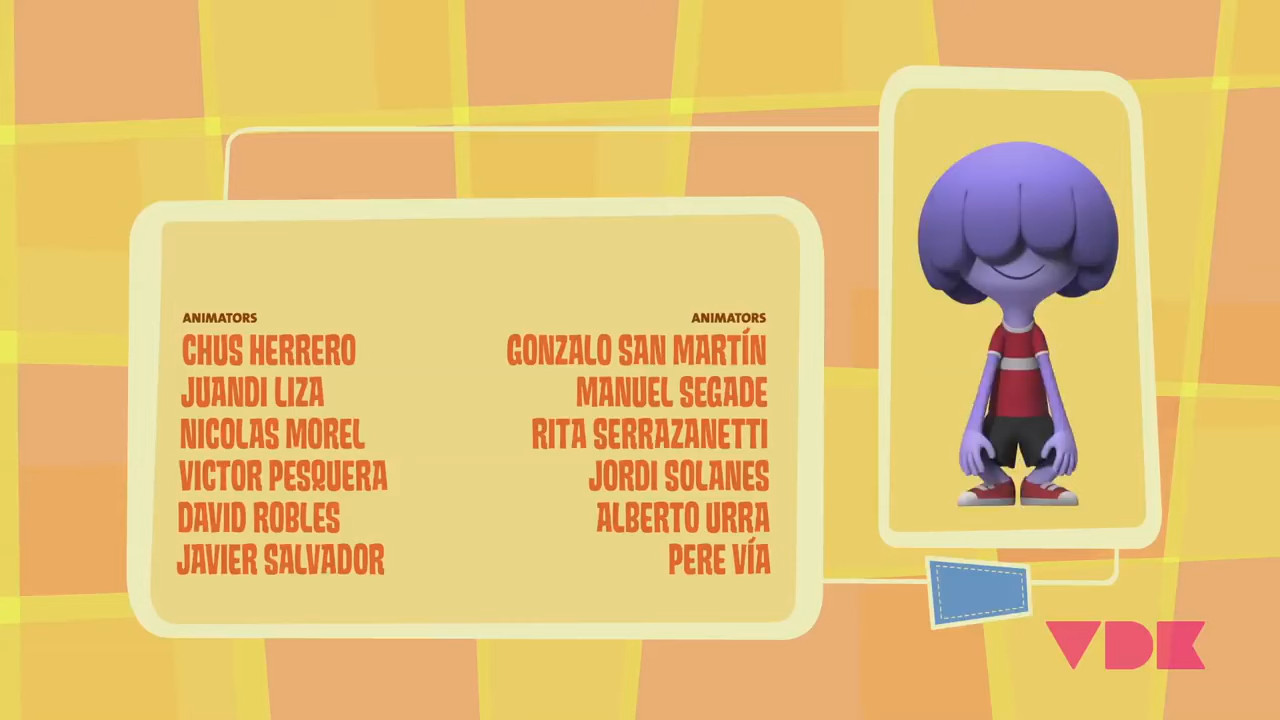 ANIMATORS
CHUS HERRERO
JUANDI LIZA
NICOLAS MOREL
VICTOR PESQUERA
DAVID ROBLES
JAVIER SALVADOR
ANIMATORS
GONZALO SAN MARTÍN
MANUEL SEGADE
RITA SERRAZANETTI
JORDI SOLANES
ALBERTO URRA
PERE VÍA
VDK